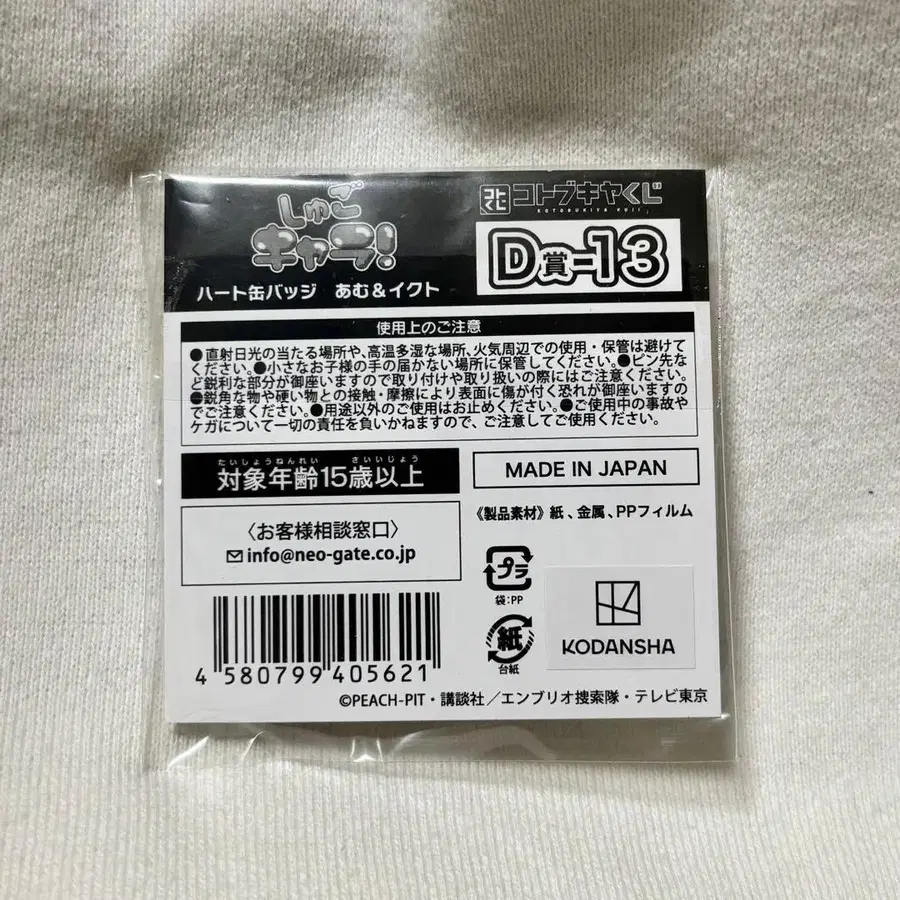 しゅご
キャラ!
コトくじ コトブキヤくじ
KOTOBUKIYA KUJI
D賞-13
ハート缶バッジ あむ&イクト
使用上のご注意
●直射日光の当たる場所や、高温多湿な場所、火気周辺での使用・保管は避けて
ください。●小さなお子様の手の届かない場所に保管してください。●ピン先な
ど鋭利な部分が御座いますので取り付けや取り扱いの際にはご注意ください。
●鋭角な物や硬い物との接触・摩擦により表面に傷が付く恐れが御座いますの
でご注意ください。●用途以外のご使用はお止めください。●ご使用中の事故や
ケガについて一切の責任を負いかねますので、ご注意してご使用ください。
たいしょうねんれい さいいじょう
対象年齢15歳以上
MADE IN JAPAN
〈お客様相談窓口〉
info@neo-gate.co.jp
《製品素材》紙、金属、PPフィルム
プラ
袋:PP
紙
台紙
KODANSHA
4 580799 405621
©PEACH-PIT・講談社/エンブリオ捜索隊・テレビ東京